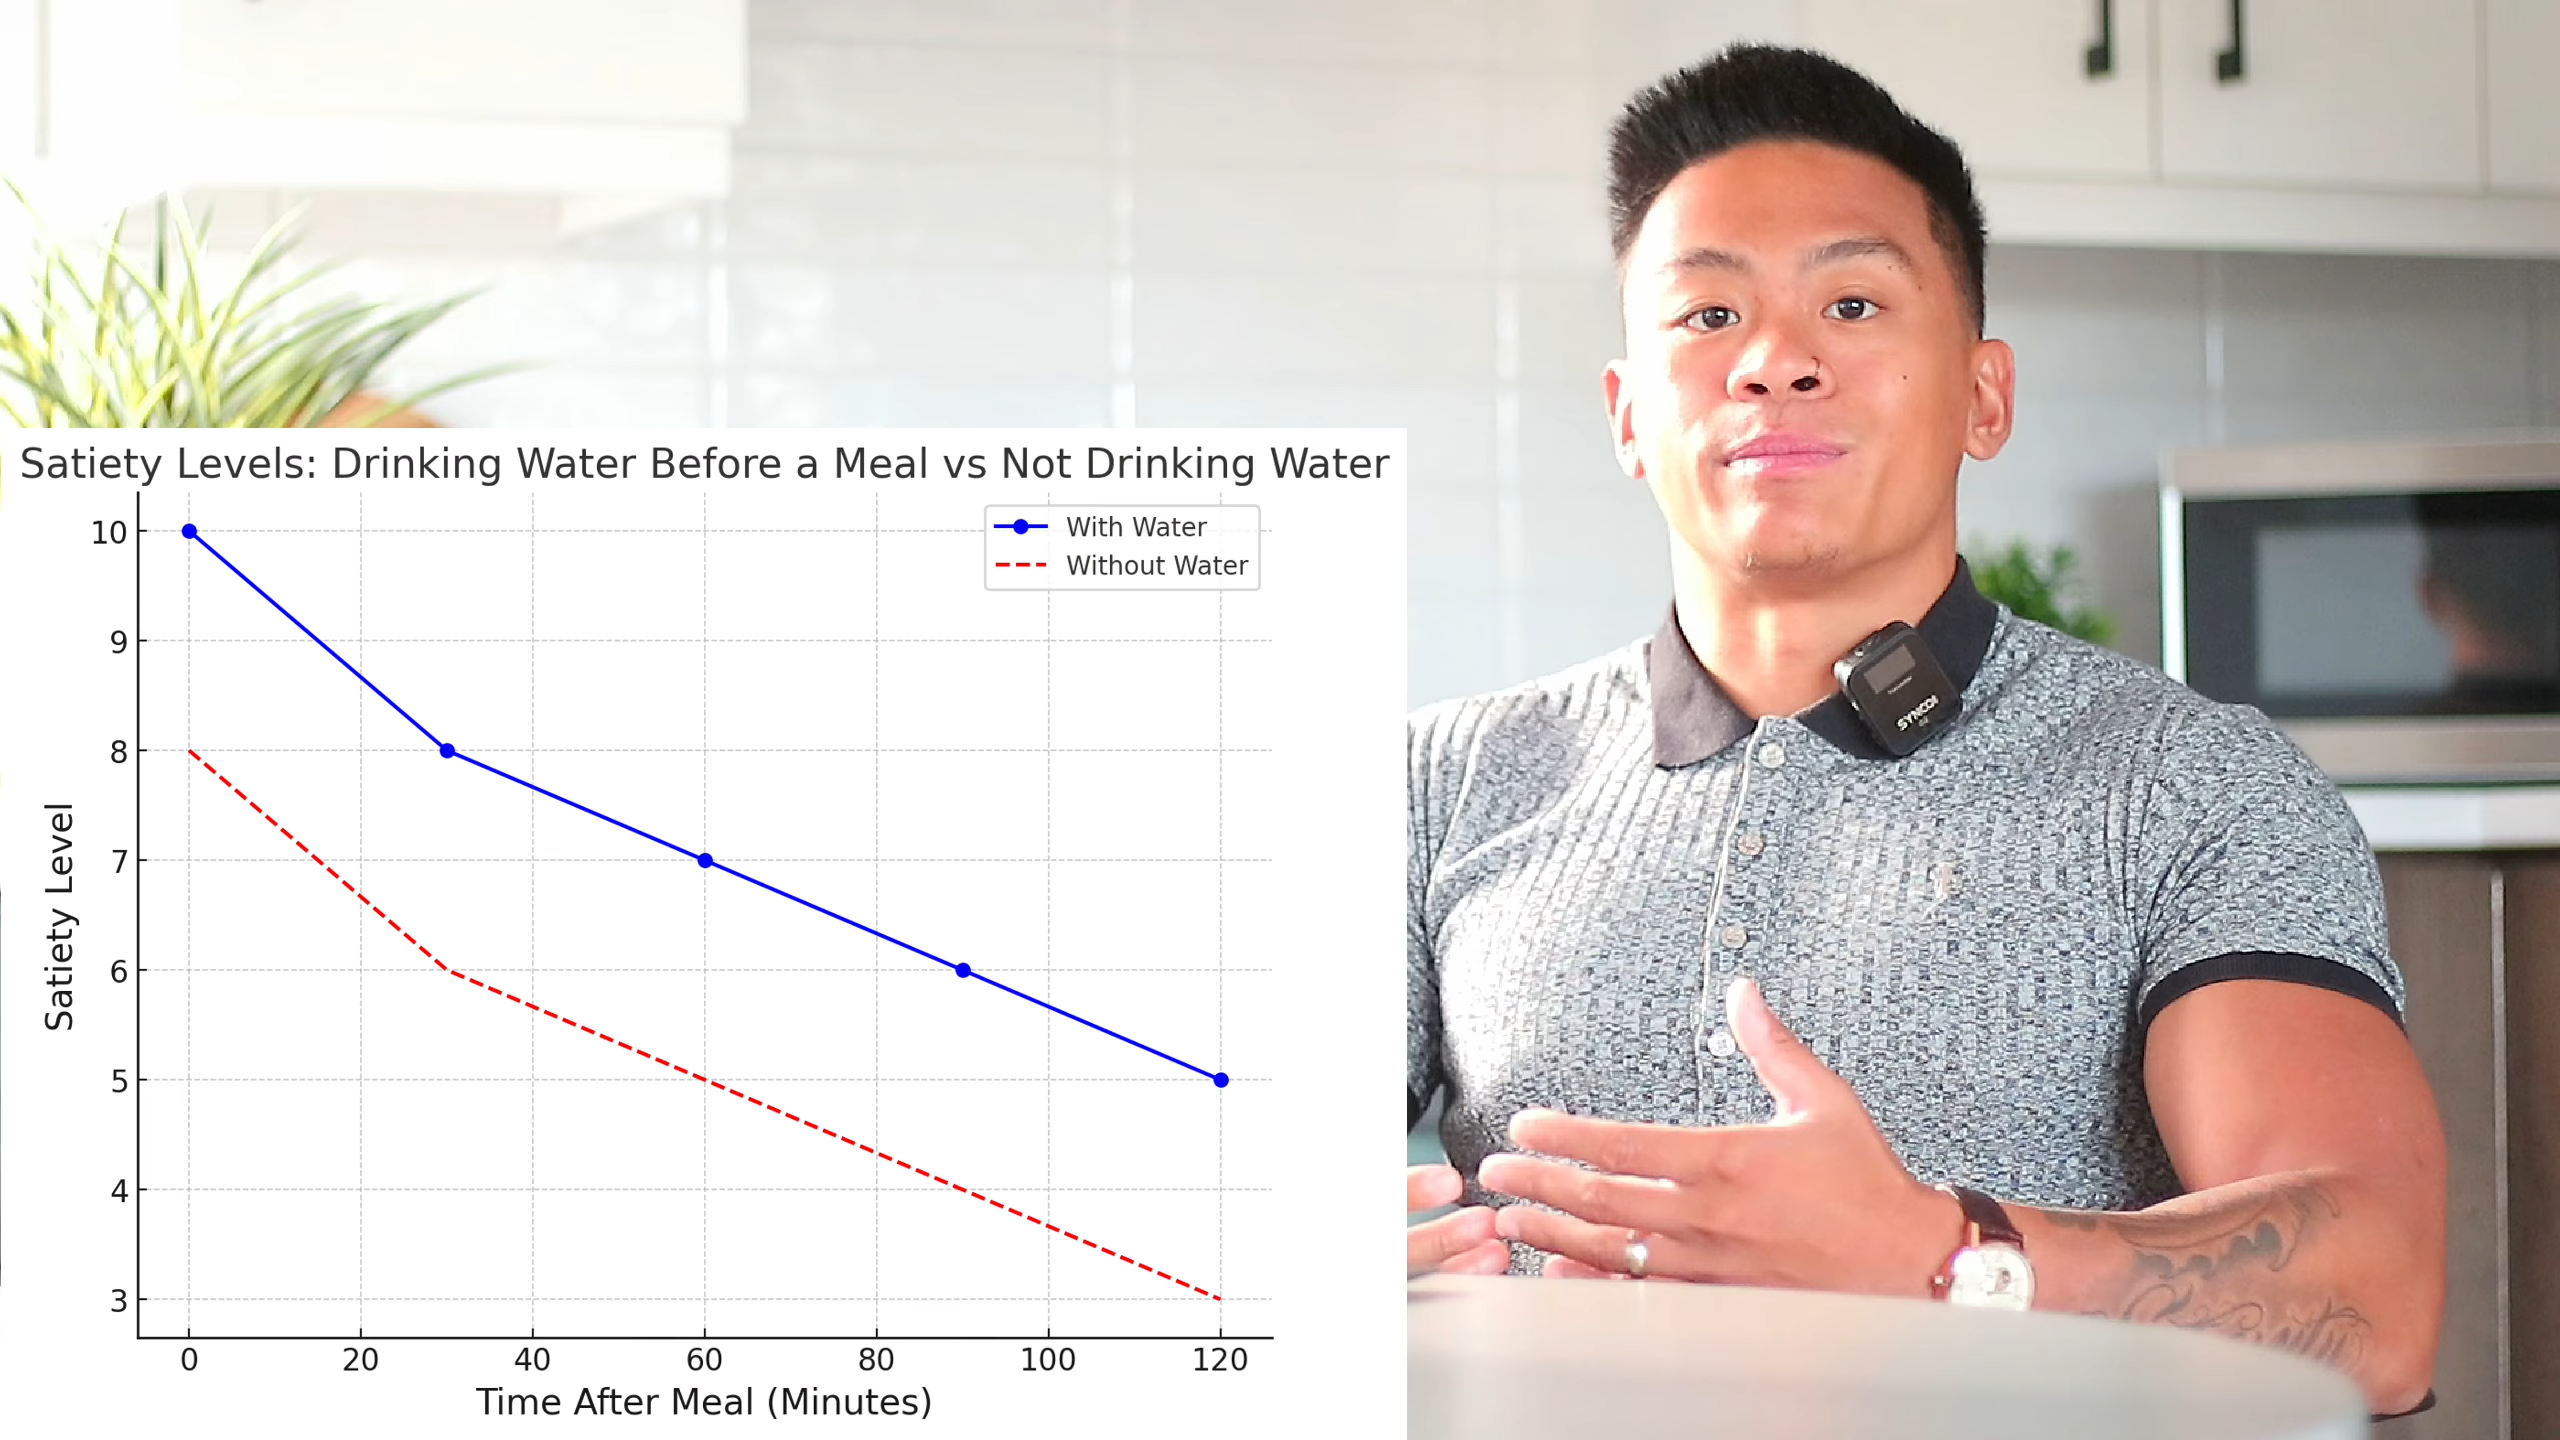 Satiety Levels: Drinking Water Before a Meal vs Not Drinking Water
With Water
Without Water
10
9
8
7
6
5
4
3
Satiety Level
0 20 40 60 80 100 120
Time After Meal (Minutes)
SYNCO